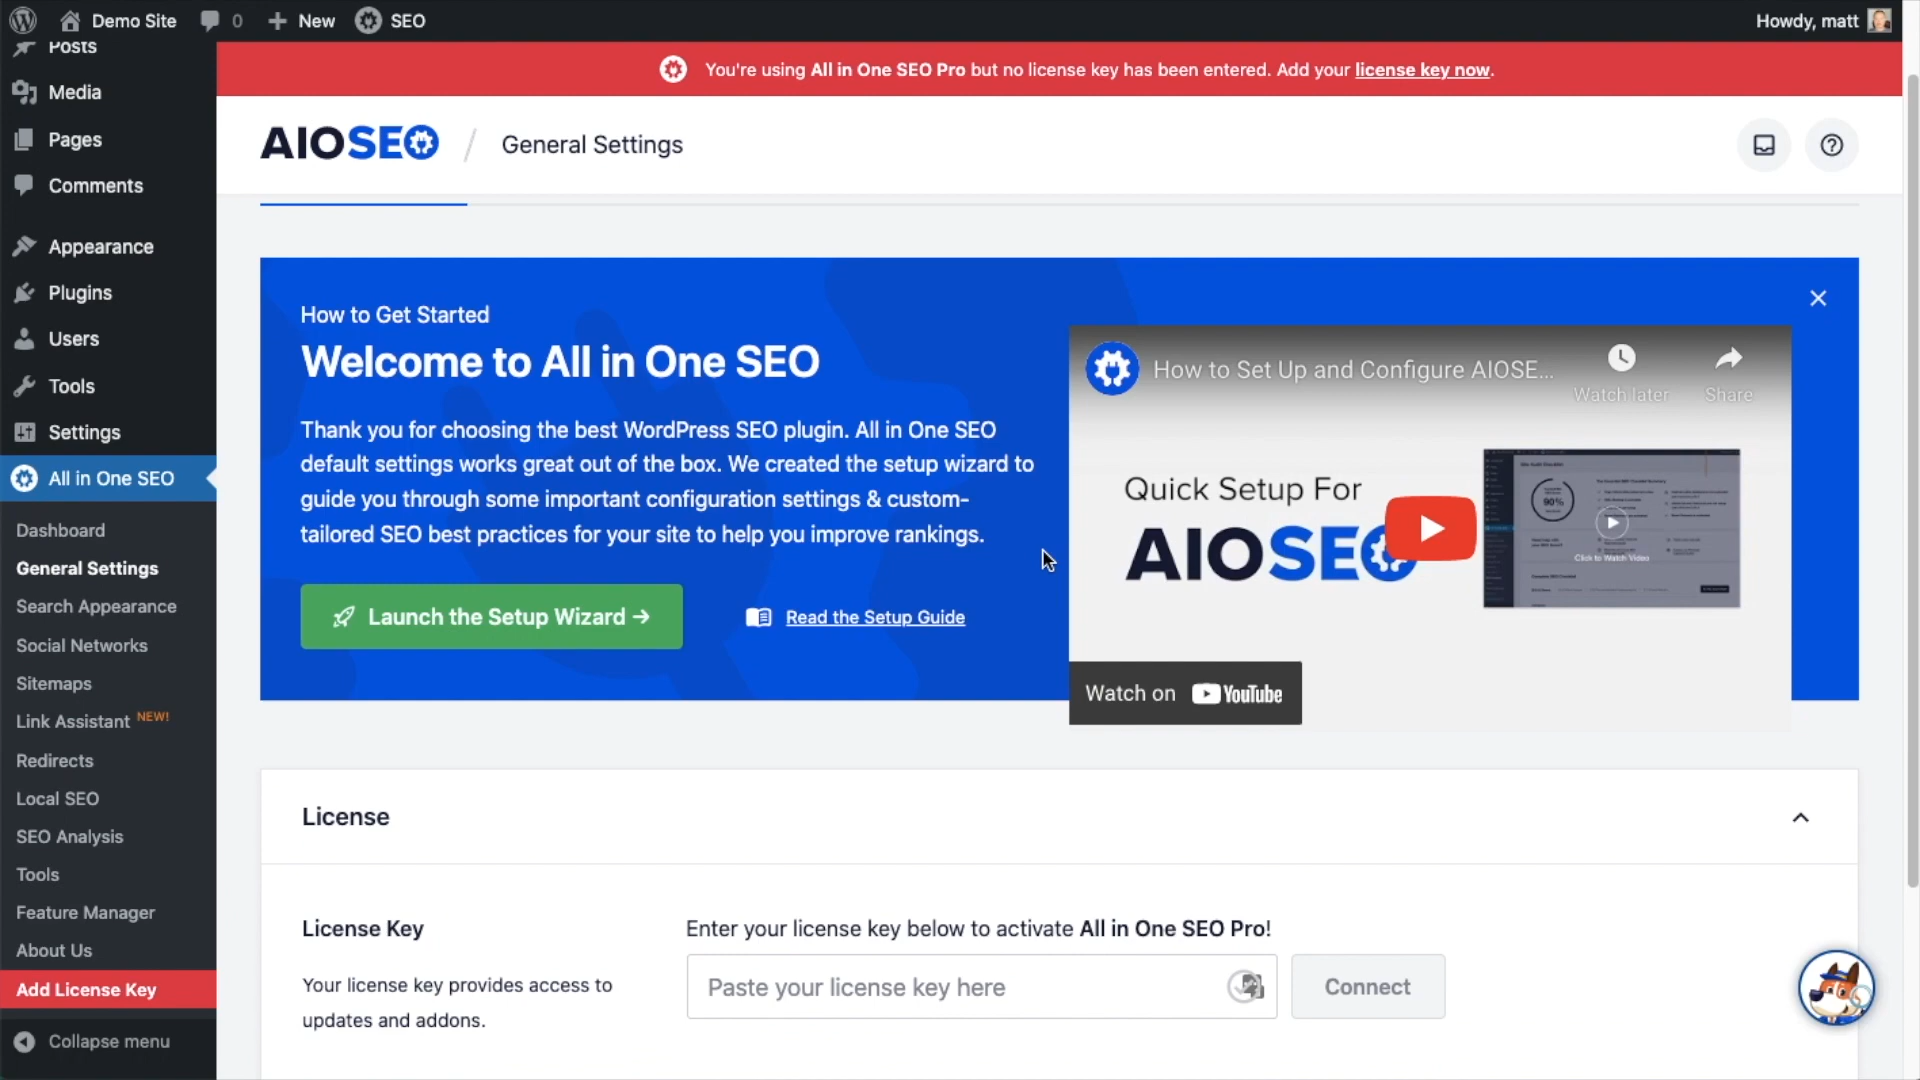 Demo Site
0
New
SEO
Howdy, matt
Posts
Media
Pages
Comments
Appearance
Plugins
Users
Tools
Settings
All in One SEO
Dashboard
General Settings
Search Appearance
Social Networks
Sitemaps
Link Assistant NEW!
Redirects
Local SEO
SEO Analysis
Tools
Feature Manager
About Us
Add License Key
Collapse menu
You're using All in One SEO Pro but no license key has been entered. Add your license key now.
AIOSEO / General Settings
How to Get Started
Welcome to All in One SEO
Thank you for choosing the best WordPress SEO plugin. All in One SEO
default settings works great out of the box. We created the setup wizard to
guide you through some important configuration settings & custom-
tailored SEO best practices for your site to help you improve rankings.
Launch the Setup Wizard →
Read the Setup Guide
How to Set Up and Configure AIOSE...
Watch later
Share
Quick Setup For
AIOSEO
90%
Click to Watch Video
Watch on YouTube
License
License Key
Your license key provides access to
updates and addons.
Enter your license key below to activate All in One SEO Pro!
Paste your license key here
Connect